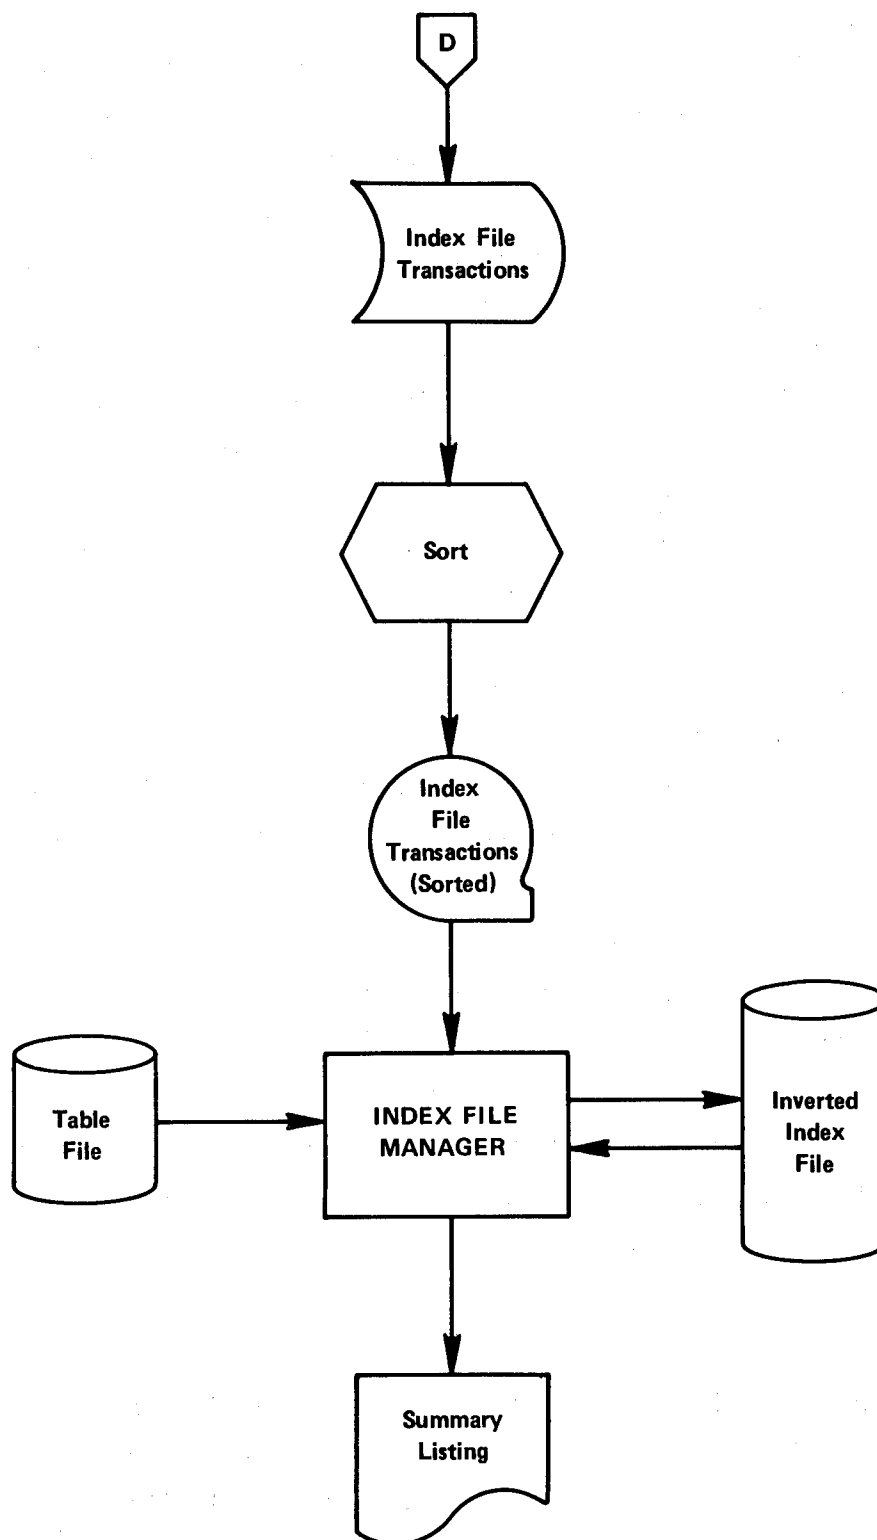 D
Index File
Transactions
Sort
Index
File
Transactions
(Sorted)
Table
File
INDEX FILE
MANAGER
Inverted
Index
File
Summary
Listing